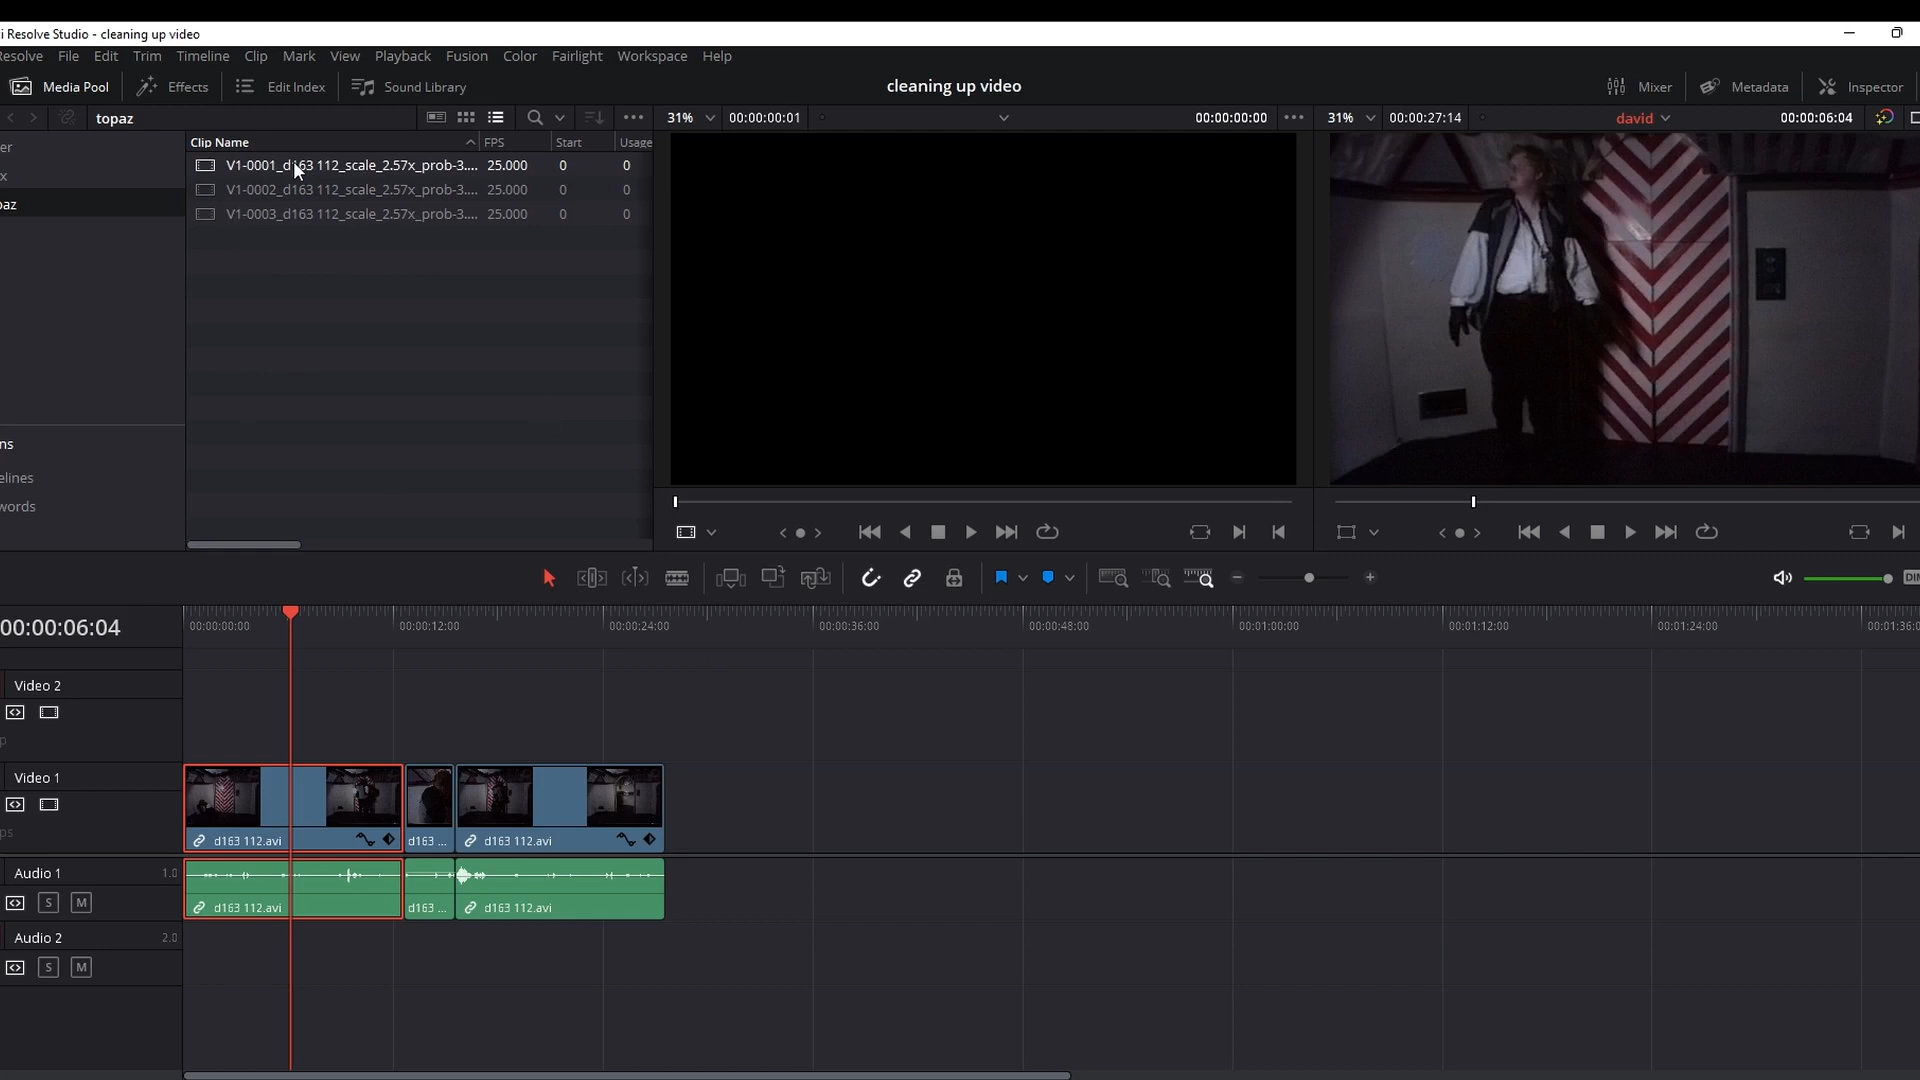 i Resolve Studio - cleaning up video
Resolve File Edit Trim Timeline Clip Mark View Playback Fusion Color Fairlight Workspace Help
Media Pool Effects Edit Index Sound Library cleaning up video Mixer Metadata Inspector
topaz 31% 00:00:00:01 00:00:00:00 31% 00:00:27:14 david 00:00:06:04
Clip Name FPS Start Usage
er
V1-0001_d163 112_scale_2.57x_prob-3.... 25.000 0 0
x
V1-0002_d163 112_scale_2.57x_prob-3.... 25.000 0 0
paz
V1-0003_d163 112_scale_2.57x_prob-3.... 25.000 0 0
ns
elines
words
DIM
00:00:06:04
00:00:00:00 00:00:12:00 00:00:24:00 00:00:36:00 00:00:48:00 00:01:00:00 00:01:12:00 00:01:24:00 00:01:36:0
Video 2
p
Video 1
ps
d163 112.avi d163 ... d163 112.avi
Audio 1 1.0
S M
d163 112.avi d163 ... d163 112.avi
Audio 2 2.0
S M